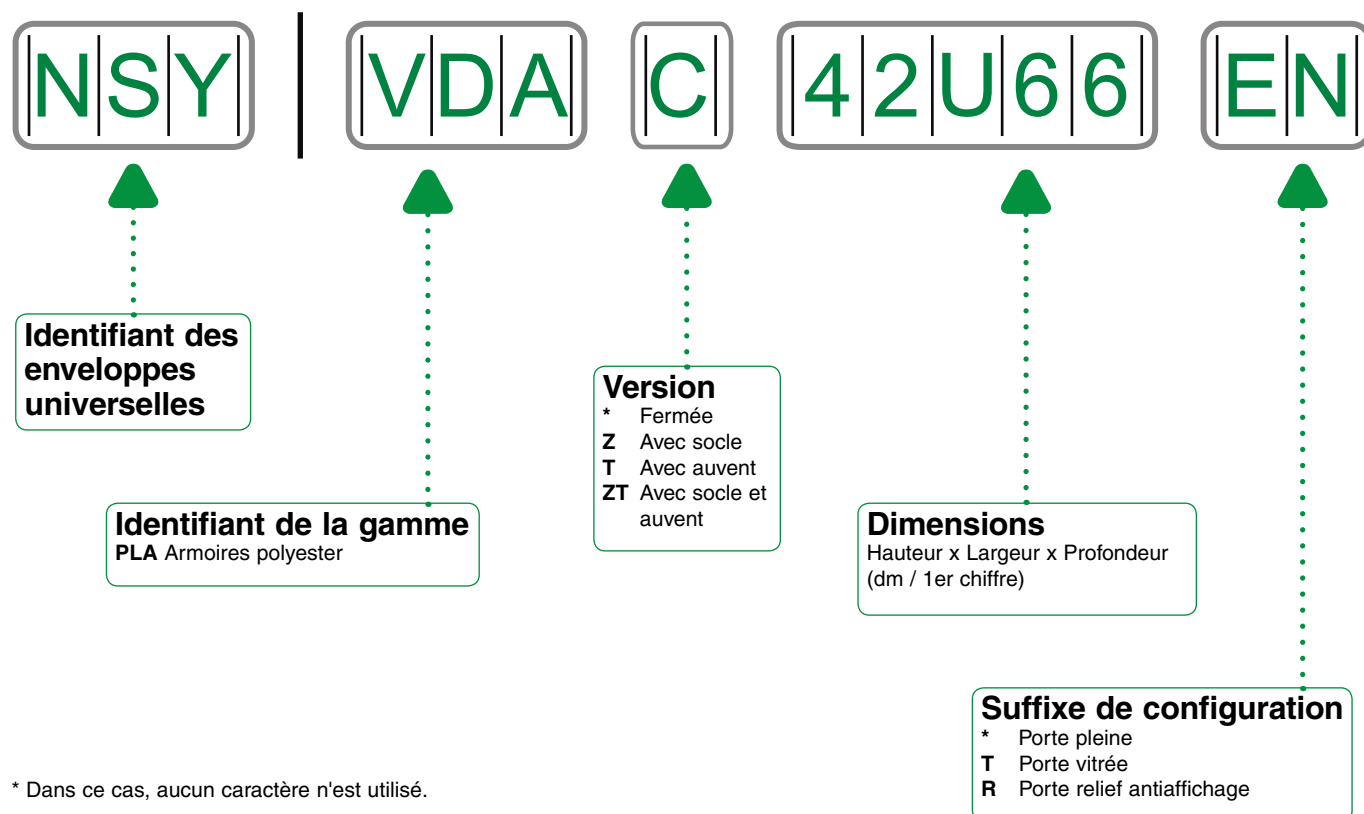 NSY VDA C 42U66 EN
Identifiant des
enveloppes
universelles
Version
* Fermée
Z Avec socle
T Avec auvent
ZT Avec socle et
auvent
Identifiant de la gamme
PLA Armoires polyester
Dimensions
Hauteur x Largeur x Profondeur
(dm / 1er chiffre)
Suffixe de configuration
* Porte pleine
T Porte vitrée
R Porte relief antiaffichage
* Dans ce cas, aucun caractère n'est utilisé.